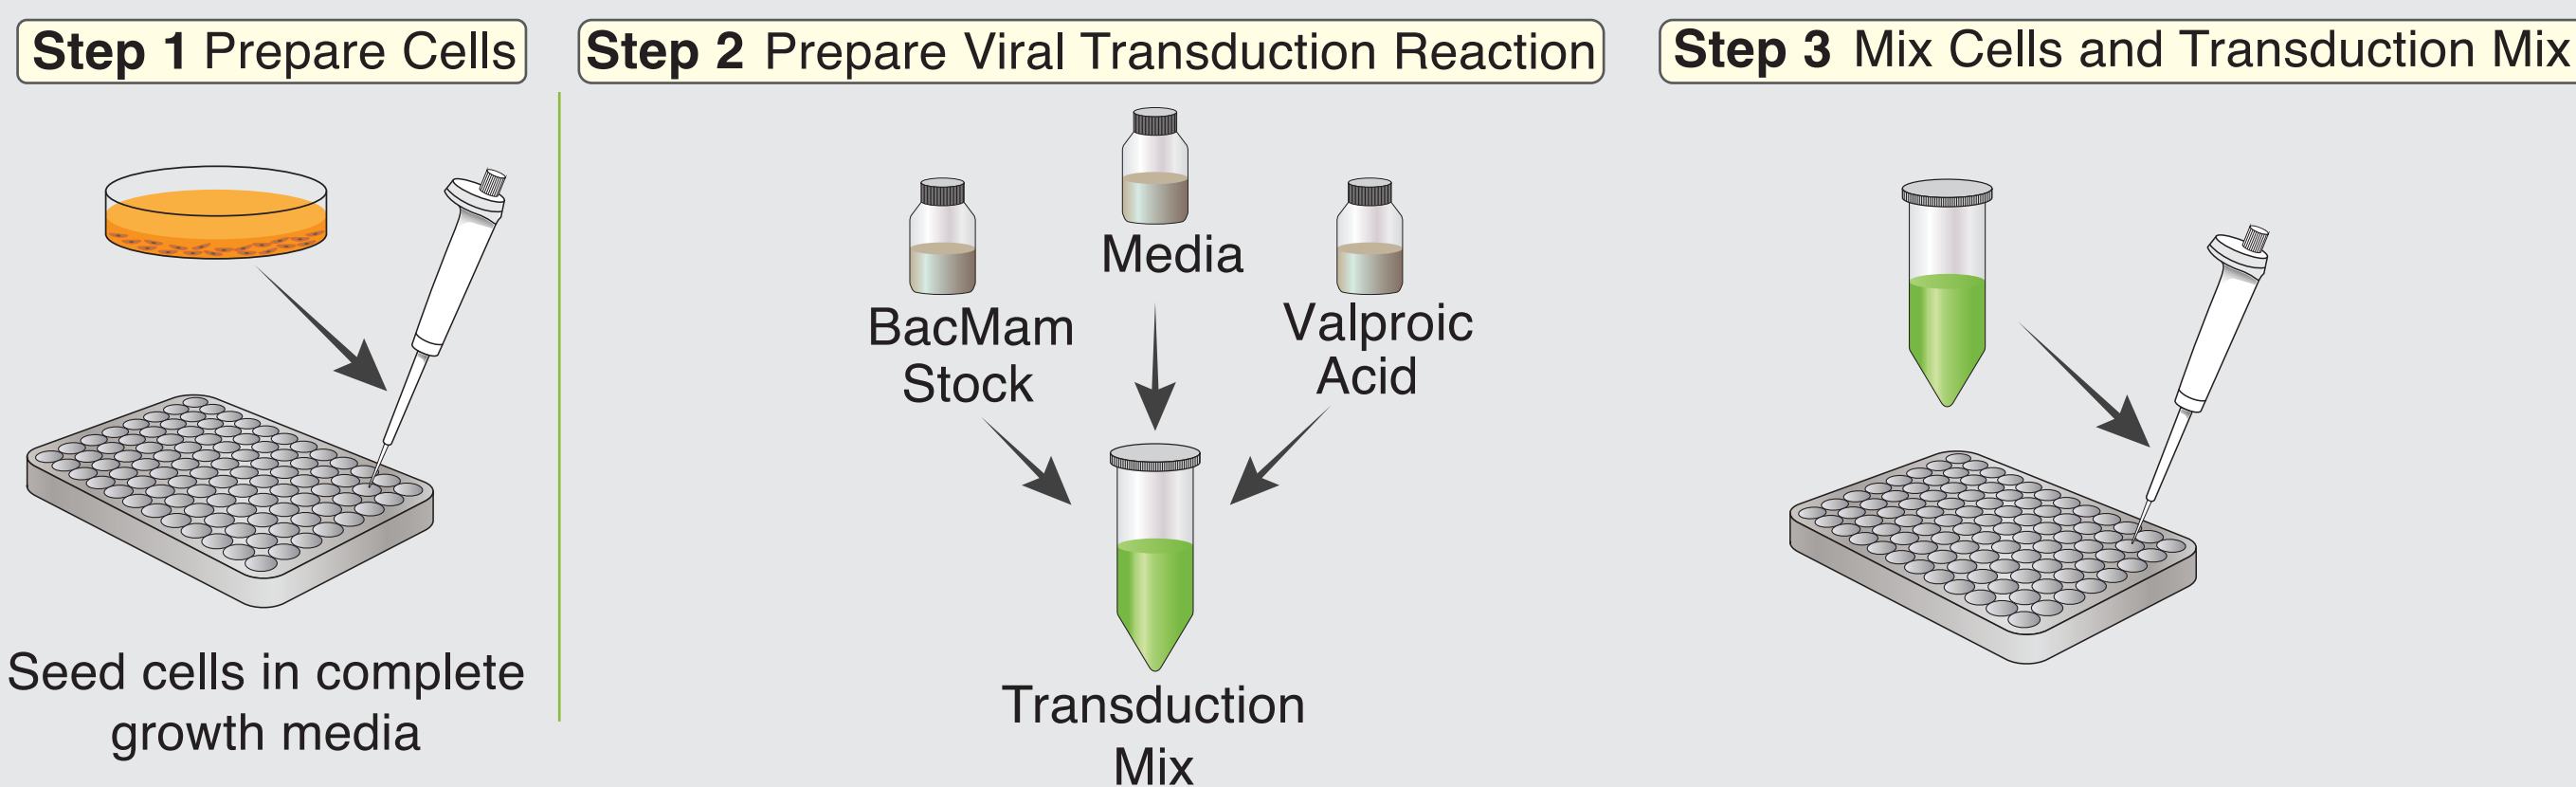 Step 1 Prepare Cells
Seed cells in complete
growth media
Step 2 Prepare Viral Transduction Reaction
Media
BacMam
Stock
Valproic
Acid
Transduction
Mix
Step 3 Mix Cells and Transduction Mix